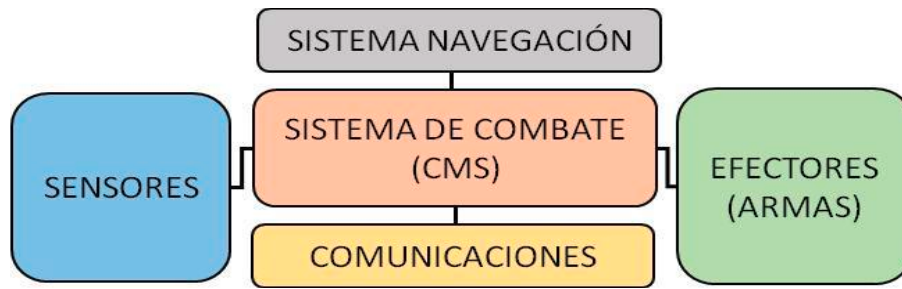 SISTEMA NAVEGACIÓN
SENSORES
SISTEMA DE COMBATE
(CMS)
EFECTORES
(ARMAS)
COMUNICACIONES